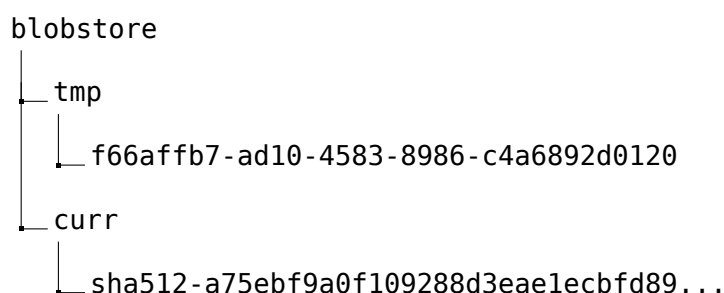 blobstore
tmp
f66affb7-ad10-4583-8986-c4a6892d0120
curr
sha512-a75ebf9a0f109288d3eae1ecbfd89...